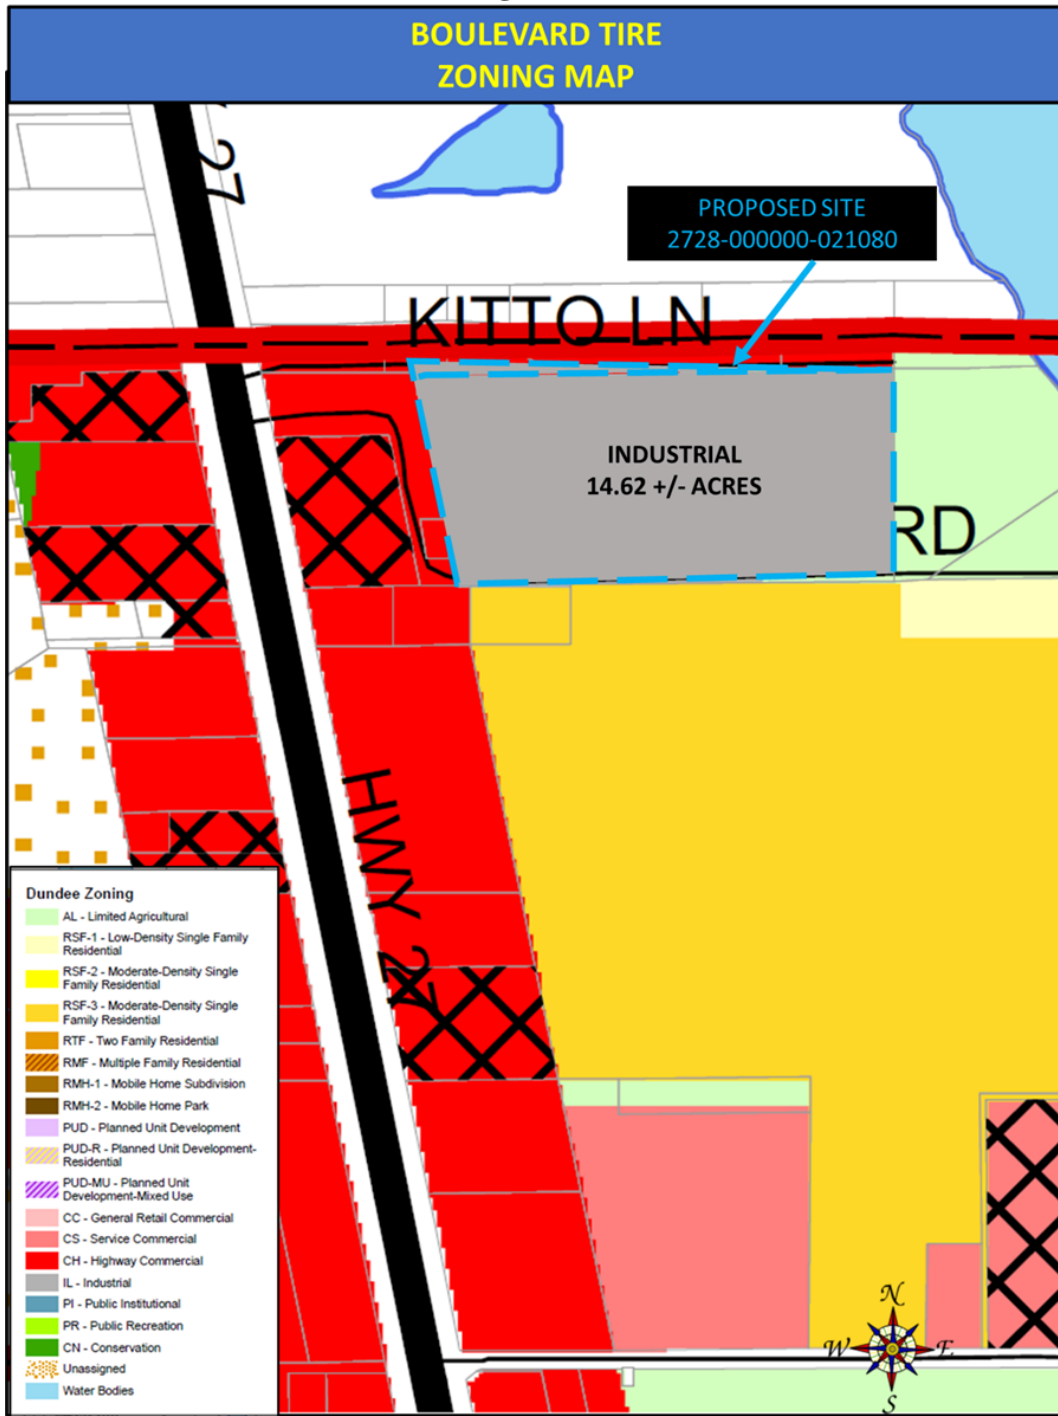 BOULEVARD TIRE
ZONING MAP
27
PROPOSED SITE
2728-000000-021080
KITTO LN
INDUSTRIAL
14.62 +/- ACRES
RD
HWY 27
Dundee Zoning
AL - Limited Agricultural
RSF-1 - Low-Density Single Family
Residential
RSF-2 - Moderate-Density Single
Family Residential
RSF-3 - Moderate-Density Single
Family Residential
RTF - Two Family Residential
RMF - Multiple Family Residential
RMH-1 - Mobile Home Subdivision
RMH-2 - Mobile Home Park
PUD - Planned Unit Development
PUD-R - Planned Unit Development-
Residential
PUD-MU - Planned Unit
Development-Mixed Use
CC - General Retail Commercial
CS - Service Commercial
CH - Highway Commercial
IL - Industrial
PI - Public Institutional
PR - Public Recreation
CN - Conservation
Unassigned
Water Bodies
N
W
E
S